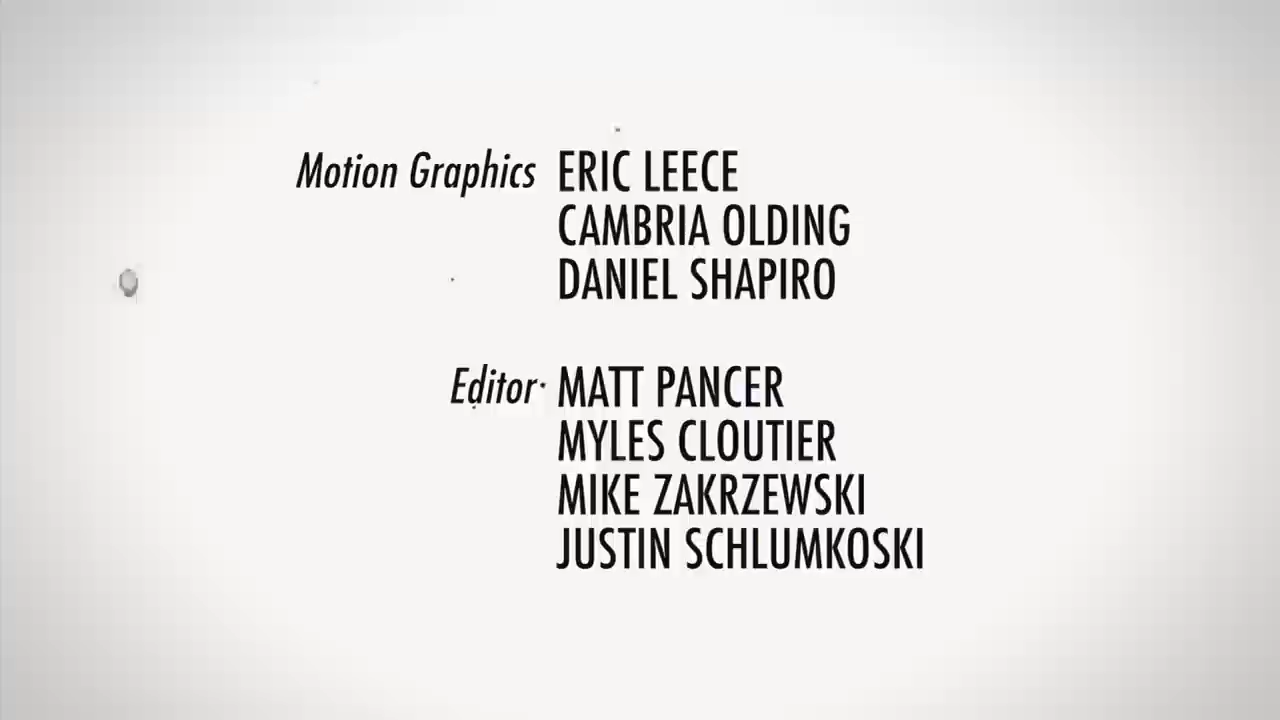 Motion Graphics ERIC LEECE
CAMBRIA OLDING
DANIEL SHAPIRO
Editor MATT PANCER
MYLES CLOUTIER
MIKE ZAKRZEWSKI
JUSTIN SCHLUMKOSKI